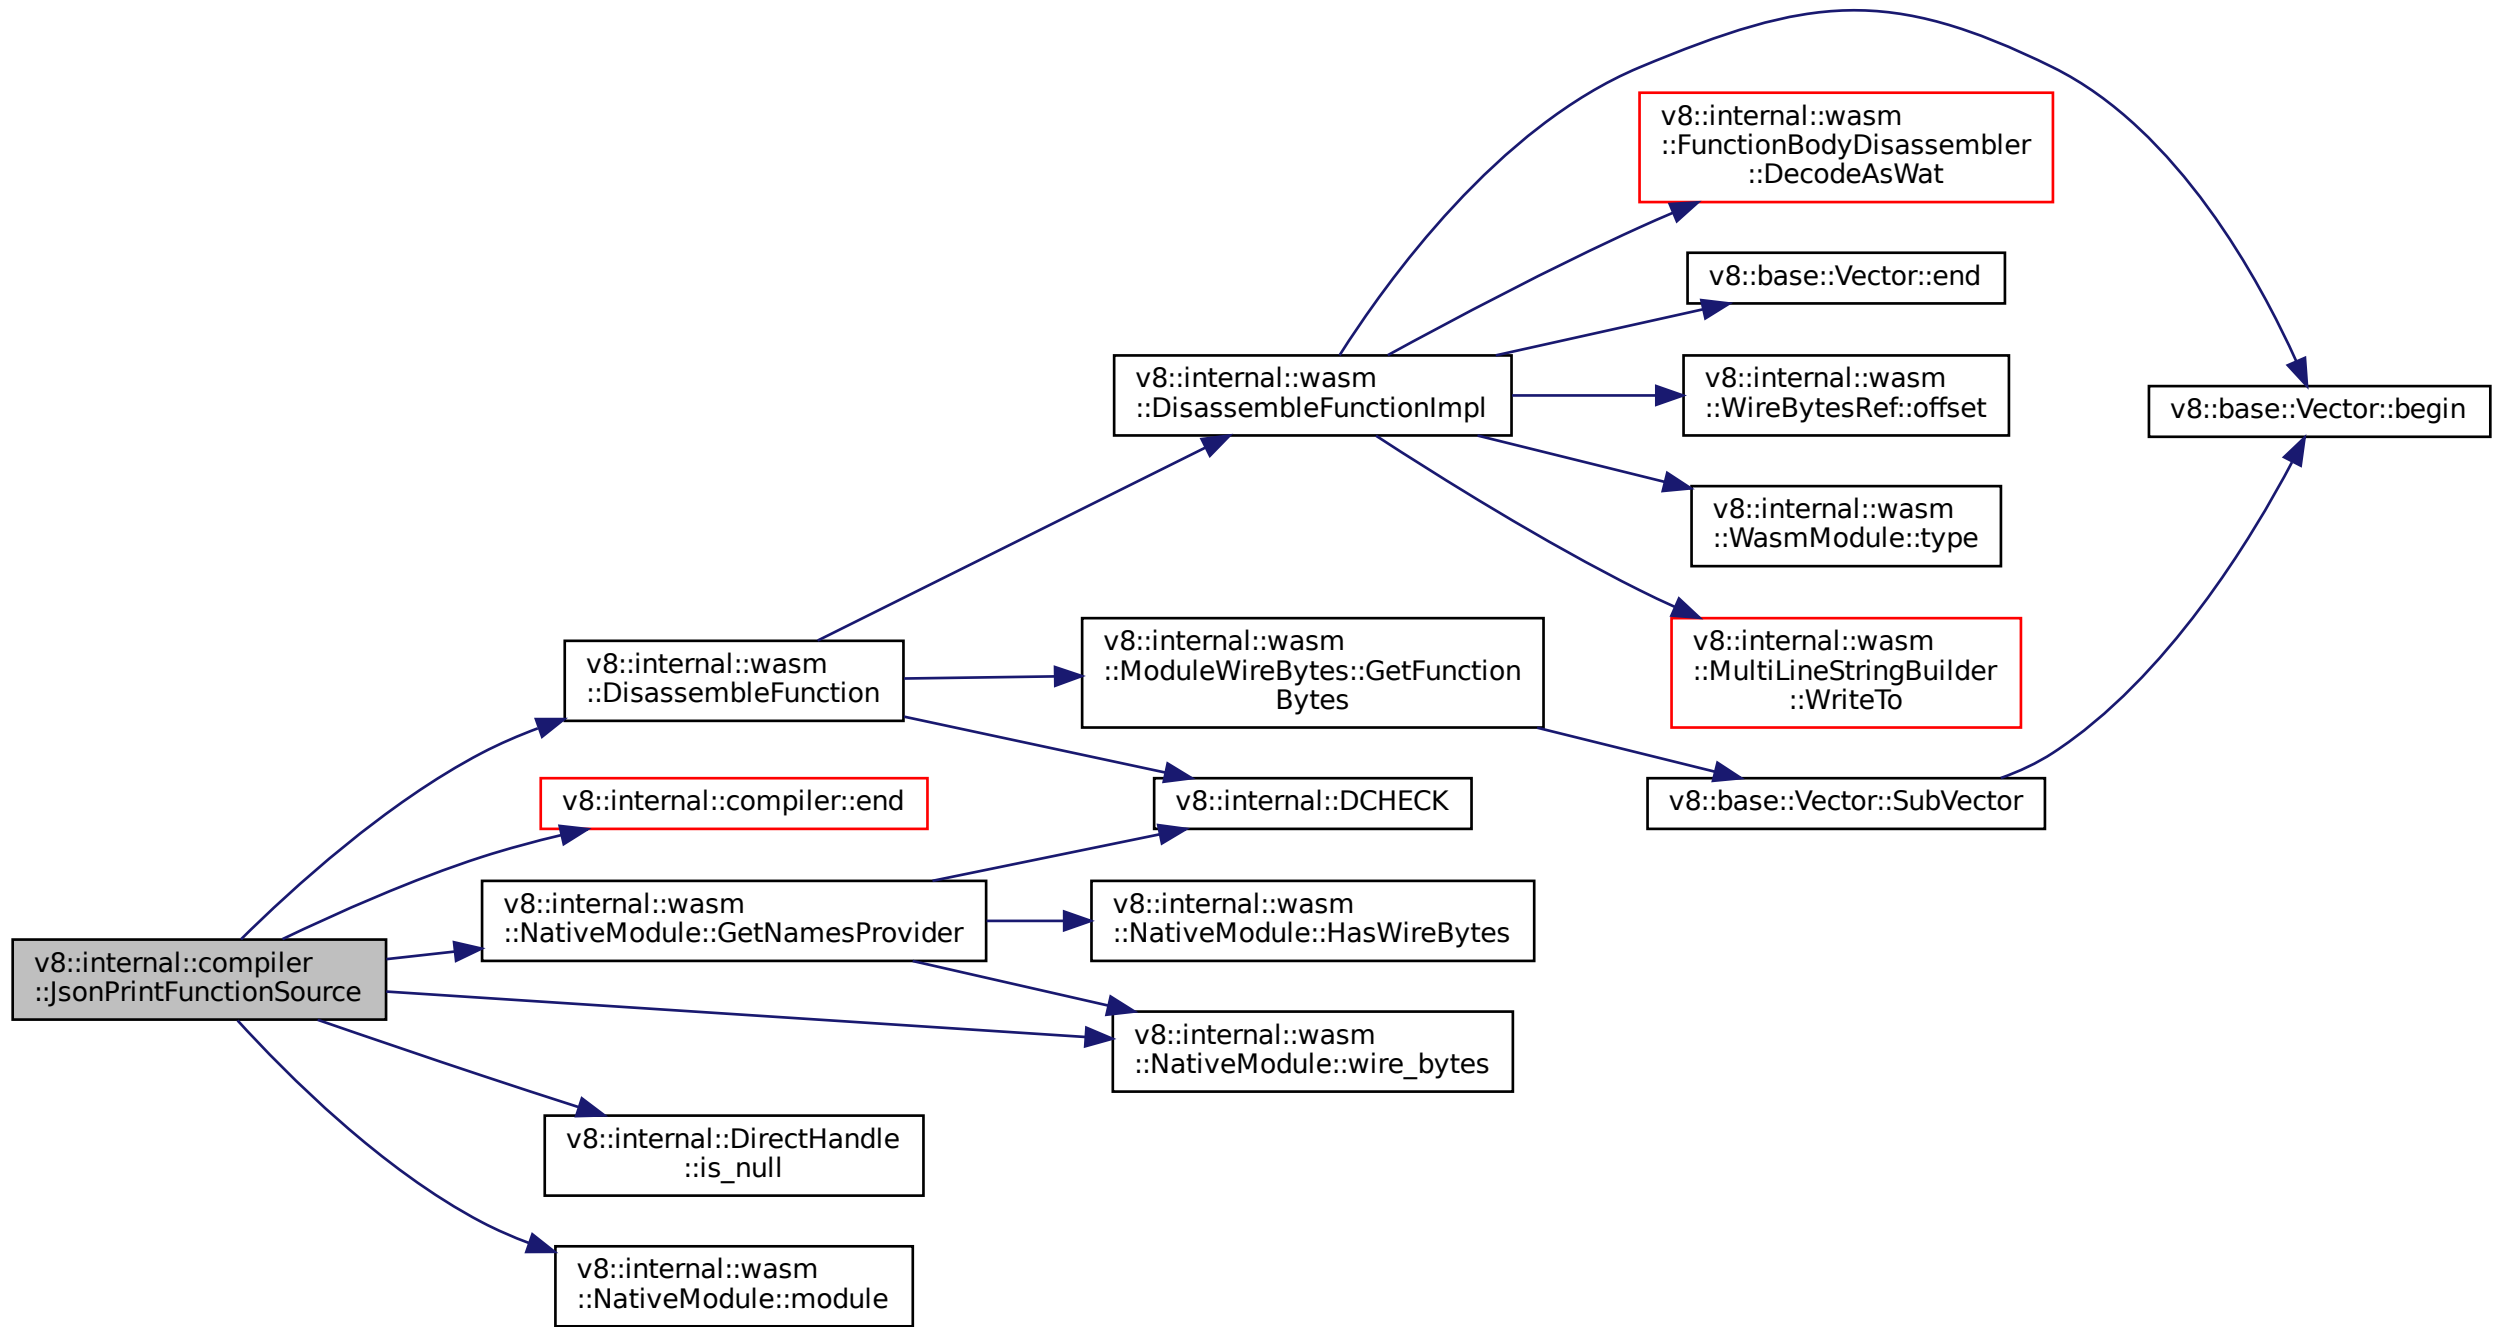 v8::internal::compiler
::JsonPrintFunctionSource
v8::internal::wasm
::DisassembleFunction
v8::internal::compiler::end
v8::internal::wasm
::NativeModule::GetNamesProvider
v8::internal::DirectHandle
::is_null
v8::internal::wasm
::NativeModule::module
v8::internal::wasm
::DisassembleFunctionImpl
v8::internal::wasm
::ModuleWireBytes::GetFunction
Bytes
v8::internal::DCHECK
v8::internal::wasm
::NativeModule::HasWireBytes
v8::internal::wasm
::NativeModule::wire_bytes
v8::internal::wasm
::FunctionBodyDisassembler
::DecodeAsWat
v8::base::Vector::end
v8::internal::wasm
::WireBytesRef::offset
v8::internal::wasm
::WasmModule::type
v8::internal::wasm
::MultiLineStringBuilder
::WriteTo
v8::base::Vector::SubVector
v8::base::Vector::begin